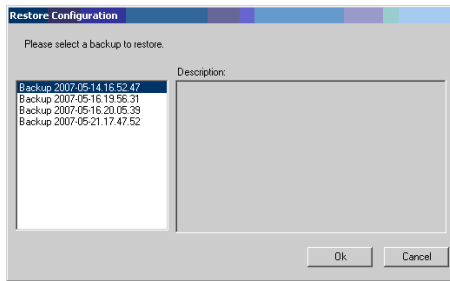 Restore Configuration
Please select a backup to restore.
Description:
Backup 2007-05-14.16.52.47
Backup 2007-05-16.19.56.31
Backup 2007-05-16.20.05.39
Backup 2007-05-21.17.47.52
Ok
Cancel